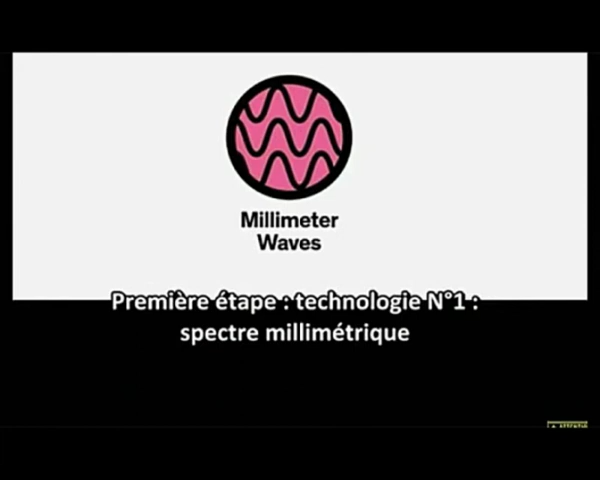 Millimeter
Waves
Première étape : technologie N°1 :
spectre millimétrique